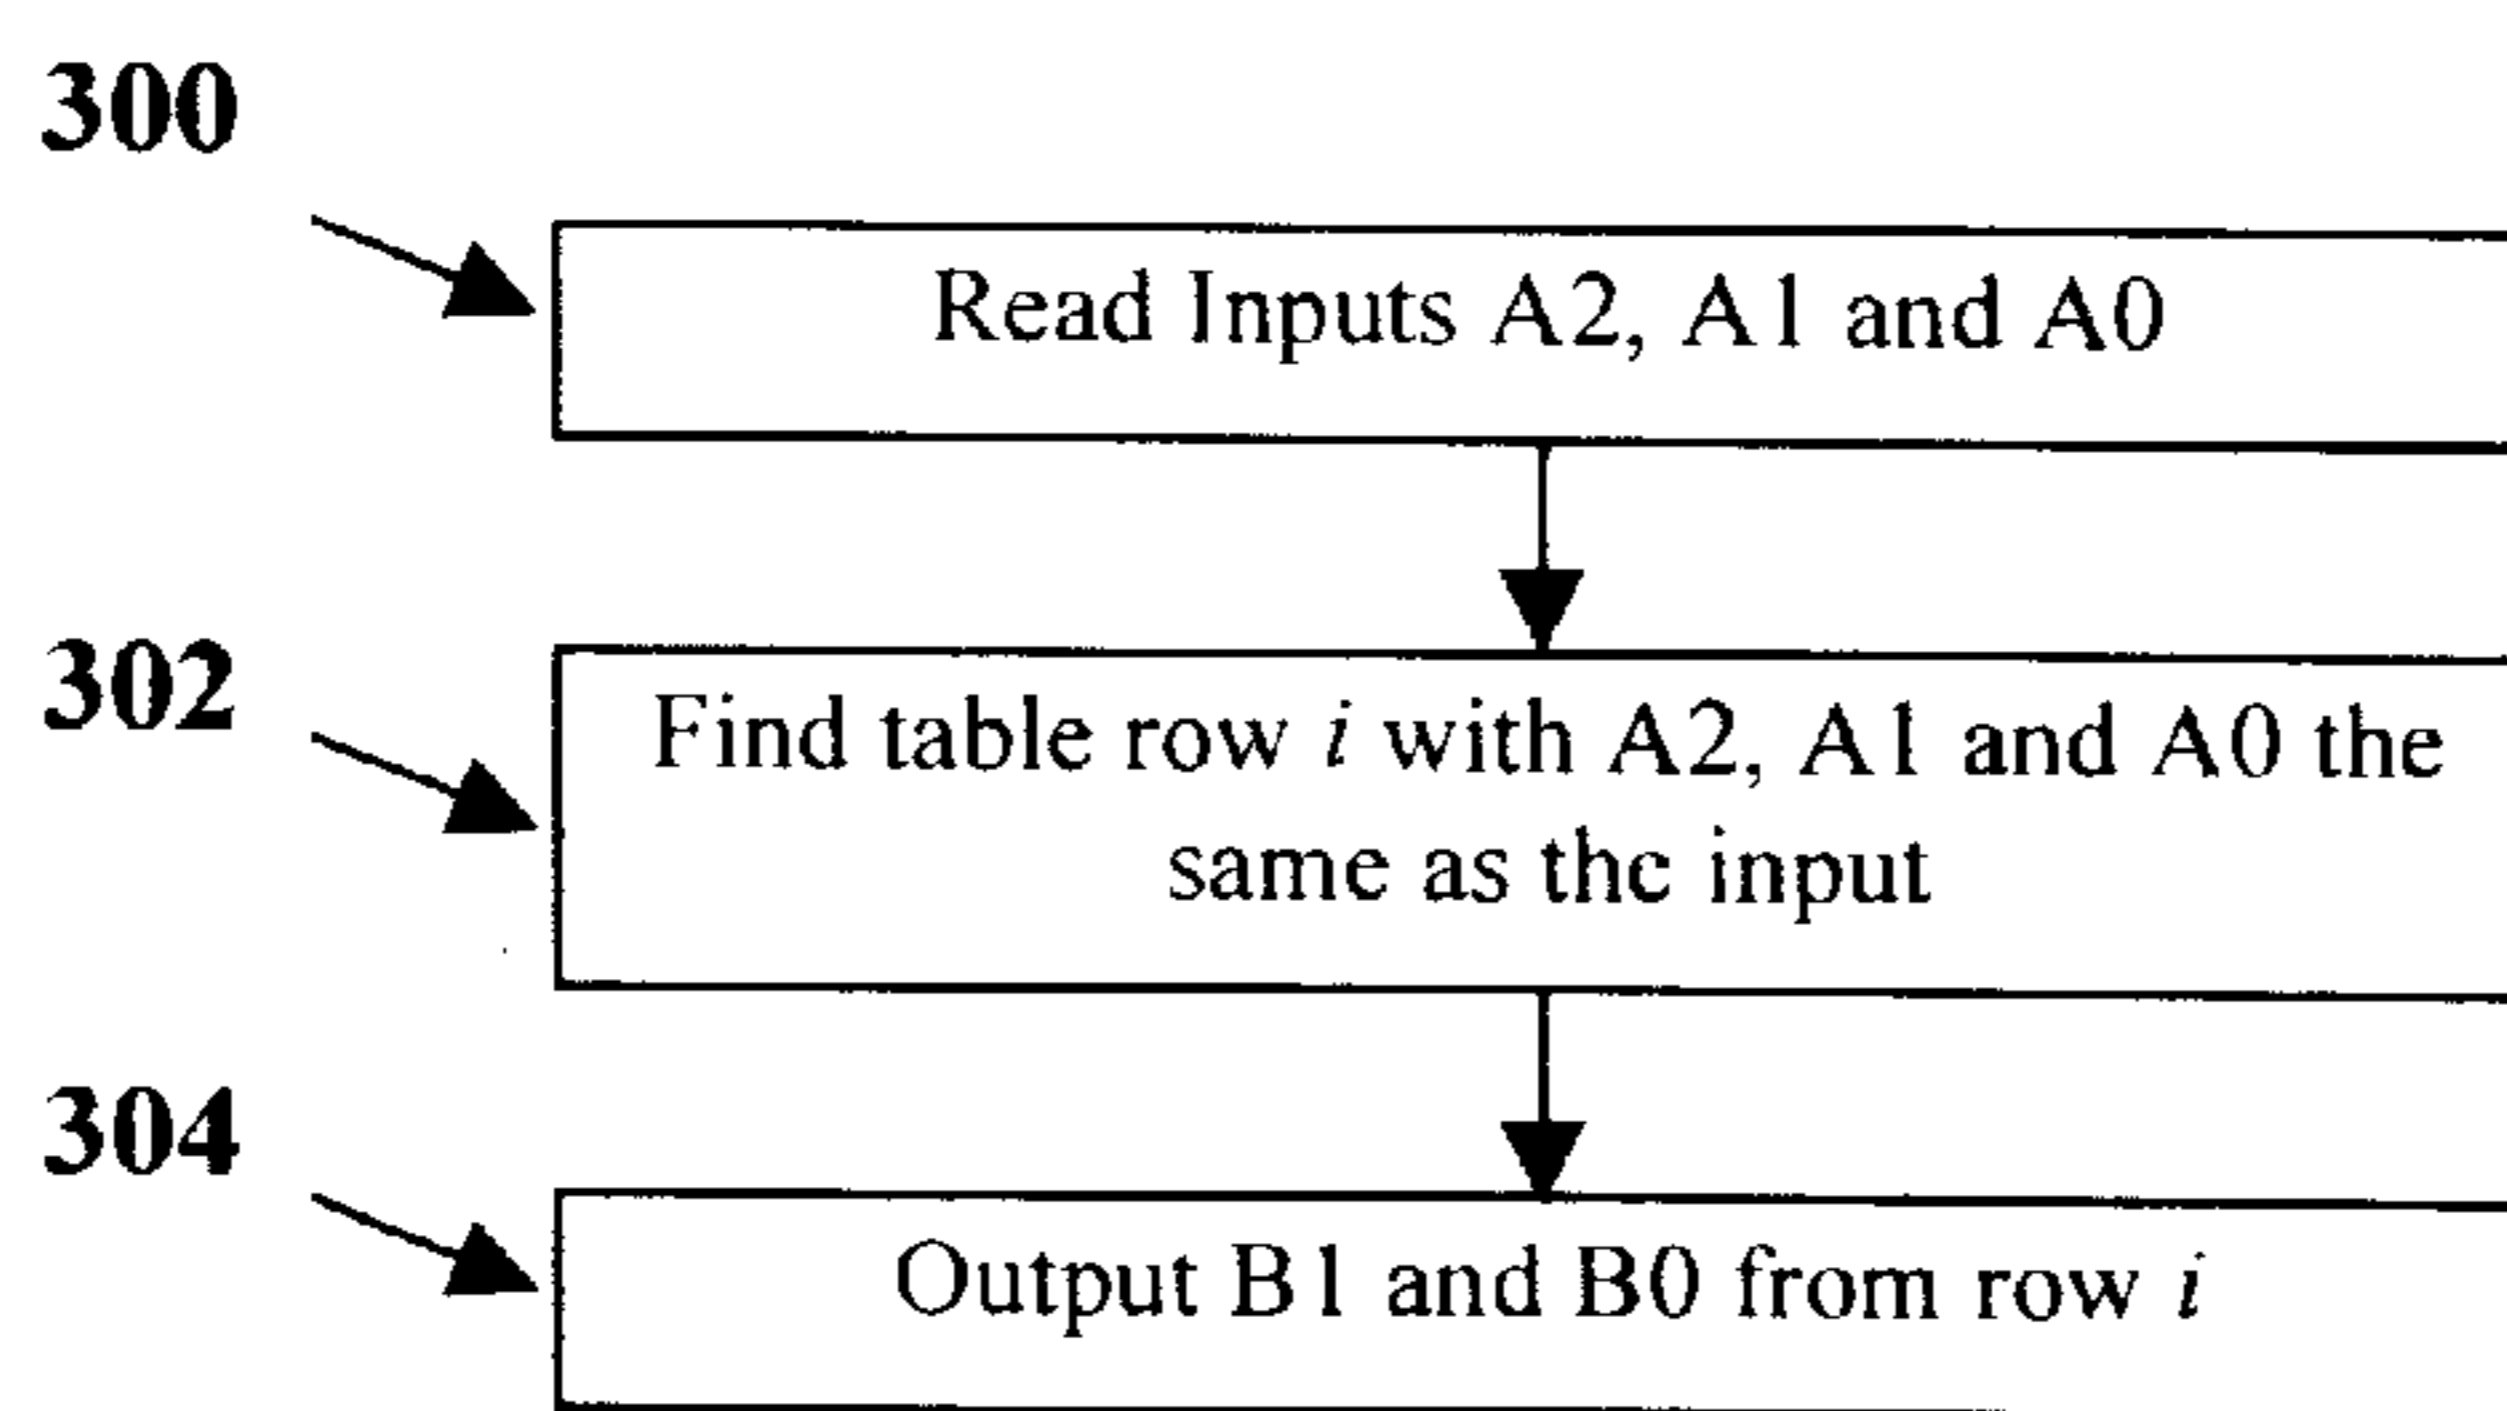 300
Read Inputs A2, A1 and A0
302
Find table row i with A2, A1 and A0 the
same as the input
304
Output B1 and B0 from row i